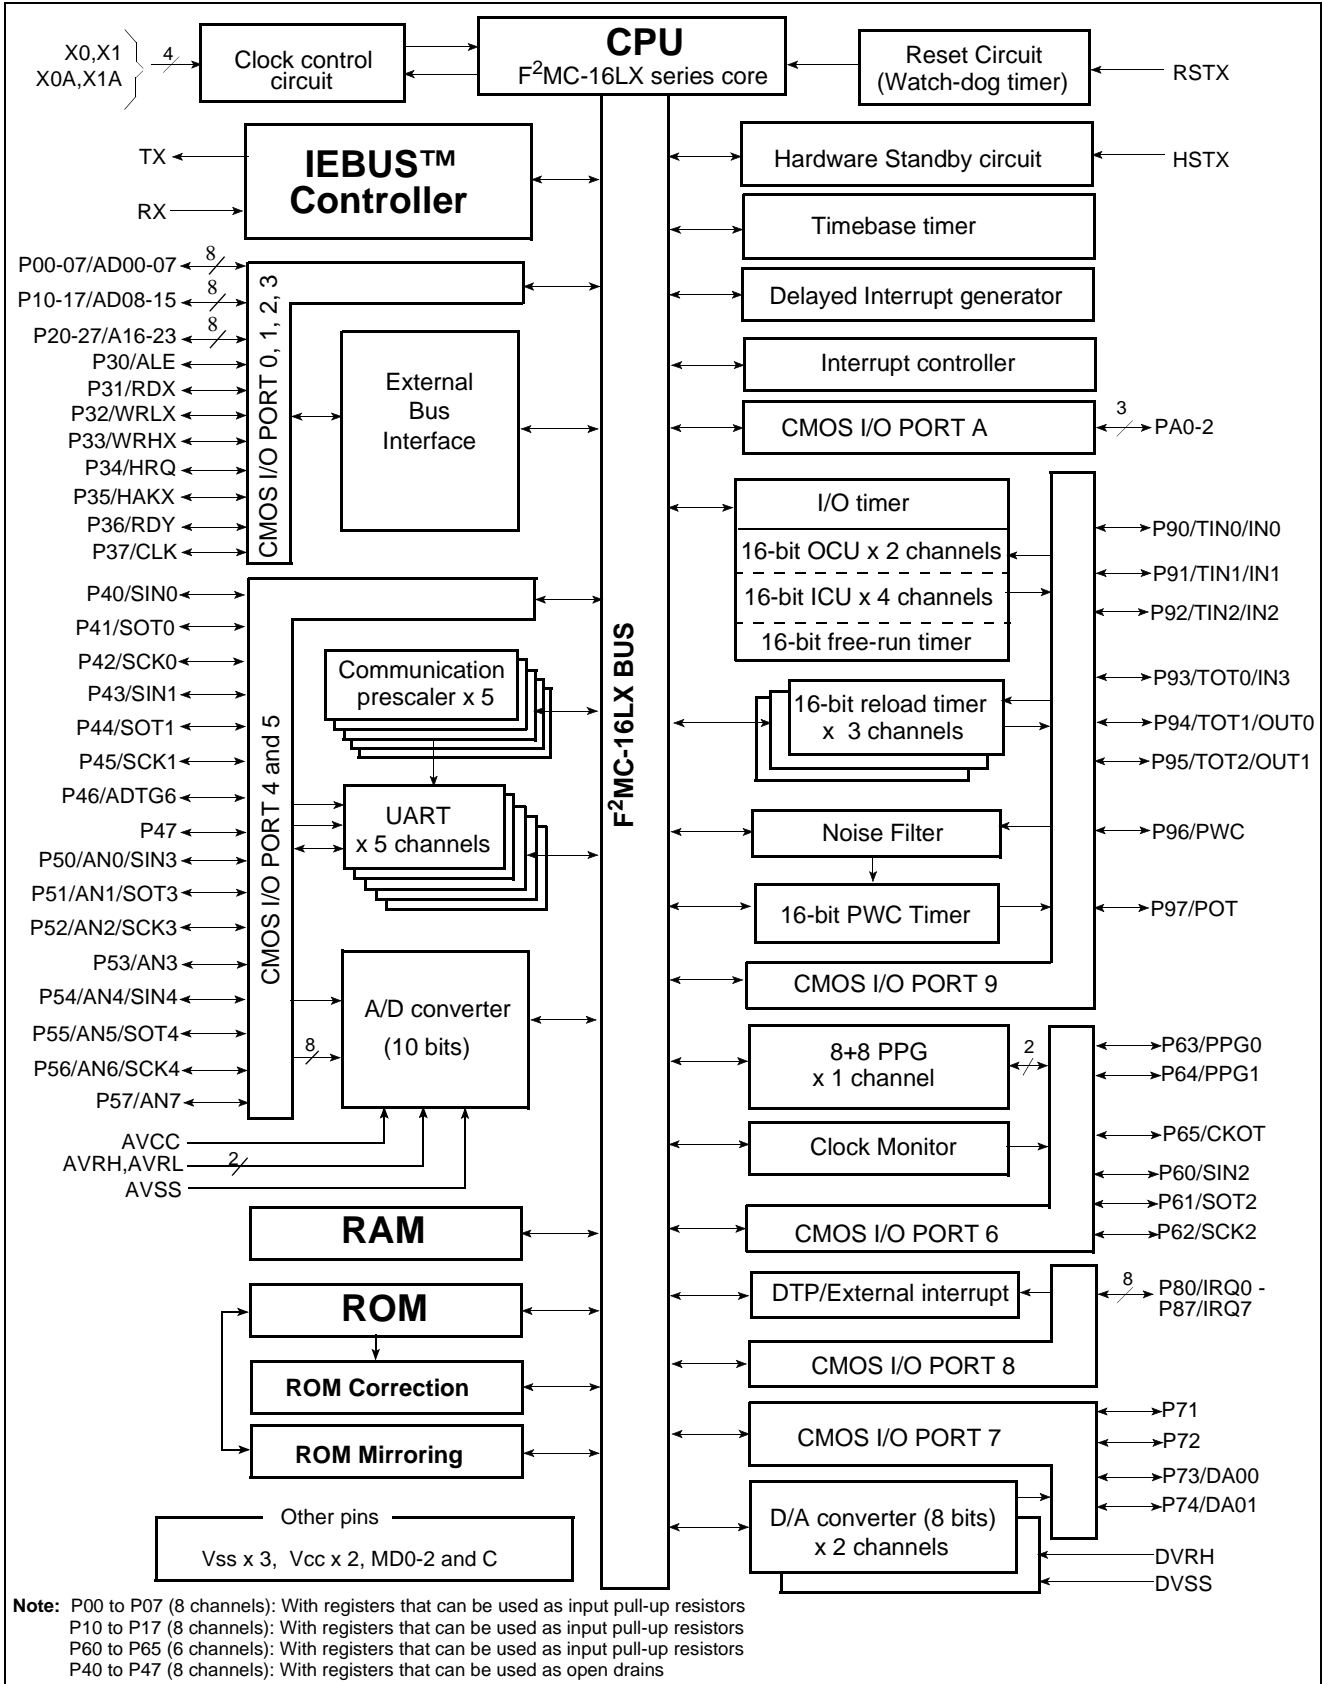 X0,X1
X0A,X1A
4
Clock control
circuit
CPU
F²MC-16LX series core
Reset Circuit
(Watch-dog timer)
RSTX
TX
RX
IEBUS™
Controller
Hardware Standby circuit
HSTX
Timebase timer
P00-07/AD00-07
8
P10-17/AD08-15
8
P20-27/A16-23
8
P30/ALE
P31/RDX
P32/WRLX
P33/WRHX
P34/HRQ
P35/HAKX
P36/RDY
P37/CLK
CMOS I/O PORT 0, 1, 2, 3
External
Bus
Interface
Delayed Interrupt generator
Interrupt controller
CMOS I/O PORT A
3
PA0-2
I/O timer
16-bit OCU x 2 channels
16-bit ICU x 4 channels
16-bit free-run timer
P90/TIN0/IN0
P91/TIN1/IN1
P92/TIN2/IN2
P93/TOT0/IN3
P94/TOT1/OUT0
P95/TOT2/OUT1
P96/PWC
P97/POT
16-bit reload timer
x 3 channels
Noise Filter
16-bit PWC Timer
CMOS I/O PORT 9
F²MC-16LX BUS
P40/SIN0
P41/SOT0
P42/SCK0
P43/SIN1
P44/SOT1
P45/SCK1
P46/ADTG6
P47
P50/AN0/SIN3
P51/AN1/SOT3
P52/AN2/SCK3
P53/AN3
P54/AN4/SIN4
P55/AN5/SOT4
P56/AN6/SCK4
P57/AN7
CMOS I/O PORT 4 and 5
Communication
prescaler x 5
UART
x 5 channels
A/D converter
(10 bits)
8
AVCC
AVRH,AVRL
2
AVSS
8+8 PPG
x 1 channel
2
Clock Monitor
CMOS I/O PORT 6
P63/PPG0
P64/PPG1
P65/CKOT
P60/SIN2
P61/SOT2
P62/SCK2
RAM
ROM
ROM Correction
ROM Mirroring
DTP/External interrupt
8
P80/IRQ0 -
P87/IRQ7
CMOS I/O PORT 8
CMOS I/O PORT 7
P71
P72
P73/DA00
P74/DA01
D/A converter (8 bits)
x 2 channels
DVRH
DVSS
Other pins
Vss x 3, Vcc x 2, MD0-2 and C
Note: P00 to P07 (8 channels): With registers that can be used as input pull-up resistors
P10 to P17 (8 channels): With registers that can be used as input pull-up resistors
P60 to P65 (6 channels): With registers that can be used as input pull-up resistors
P40 to P47 (8 channels): With registers that can be used as open drains